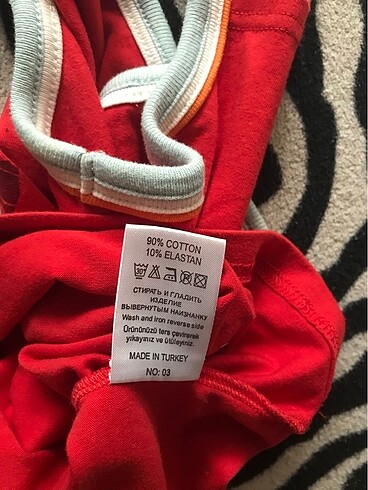 90% COTTON
10% ELASTAN
30°
СТИРАТЬ И ГЛАДИТЬ
ИЗДЕЛИЕ
ВЫВЕРНУТЫМ НАИЗНАНКУ
Wash and Iron reverse side
Ürününüzü ters çevirerek
yıkayınız ve ütüleyiniz
MADE IN TURKEY
NO: 03